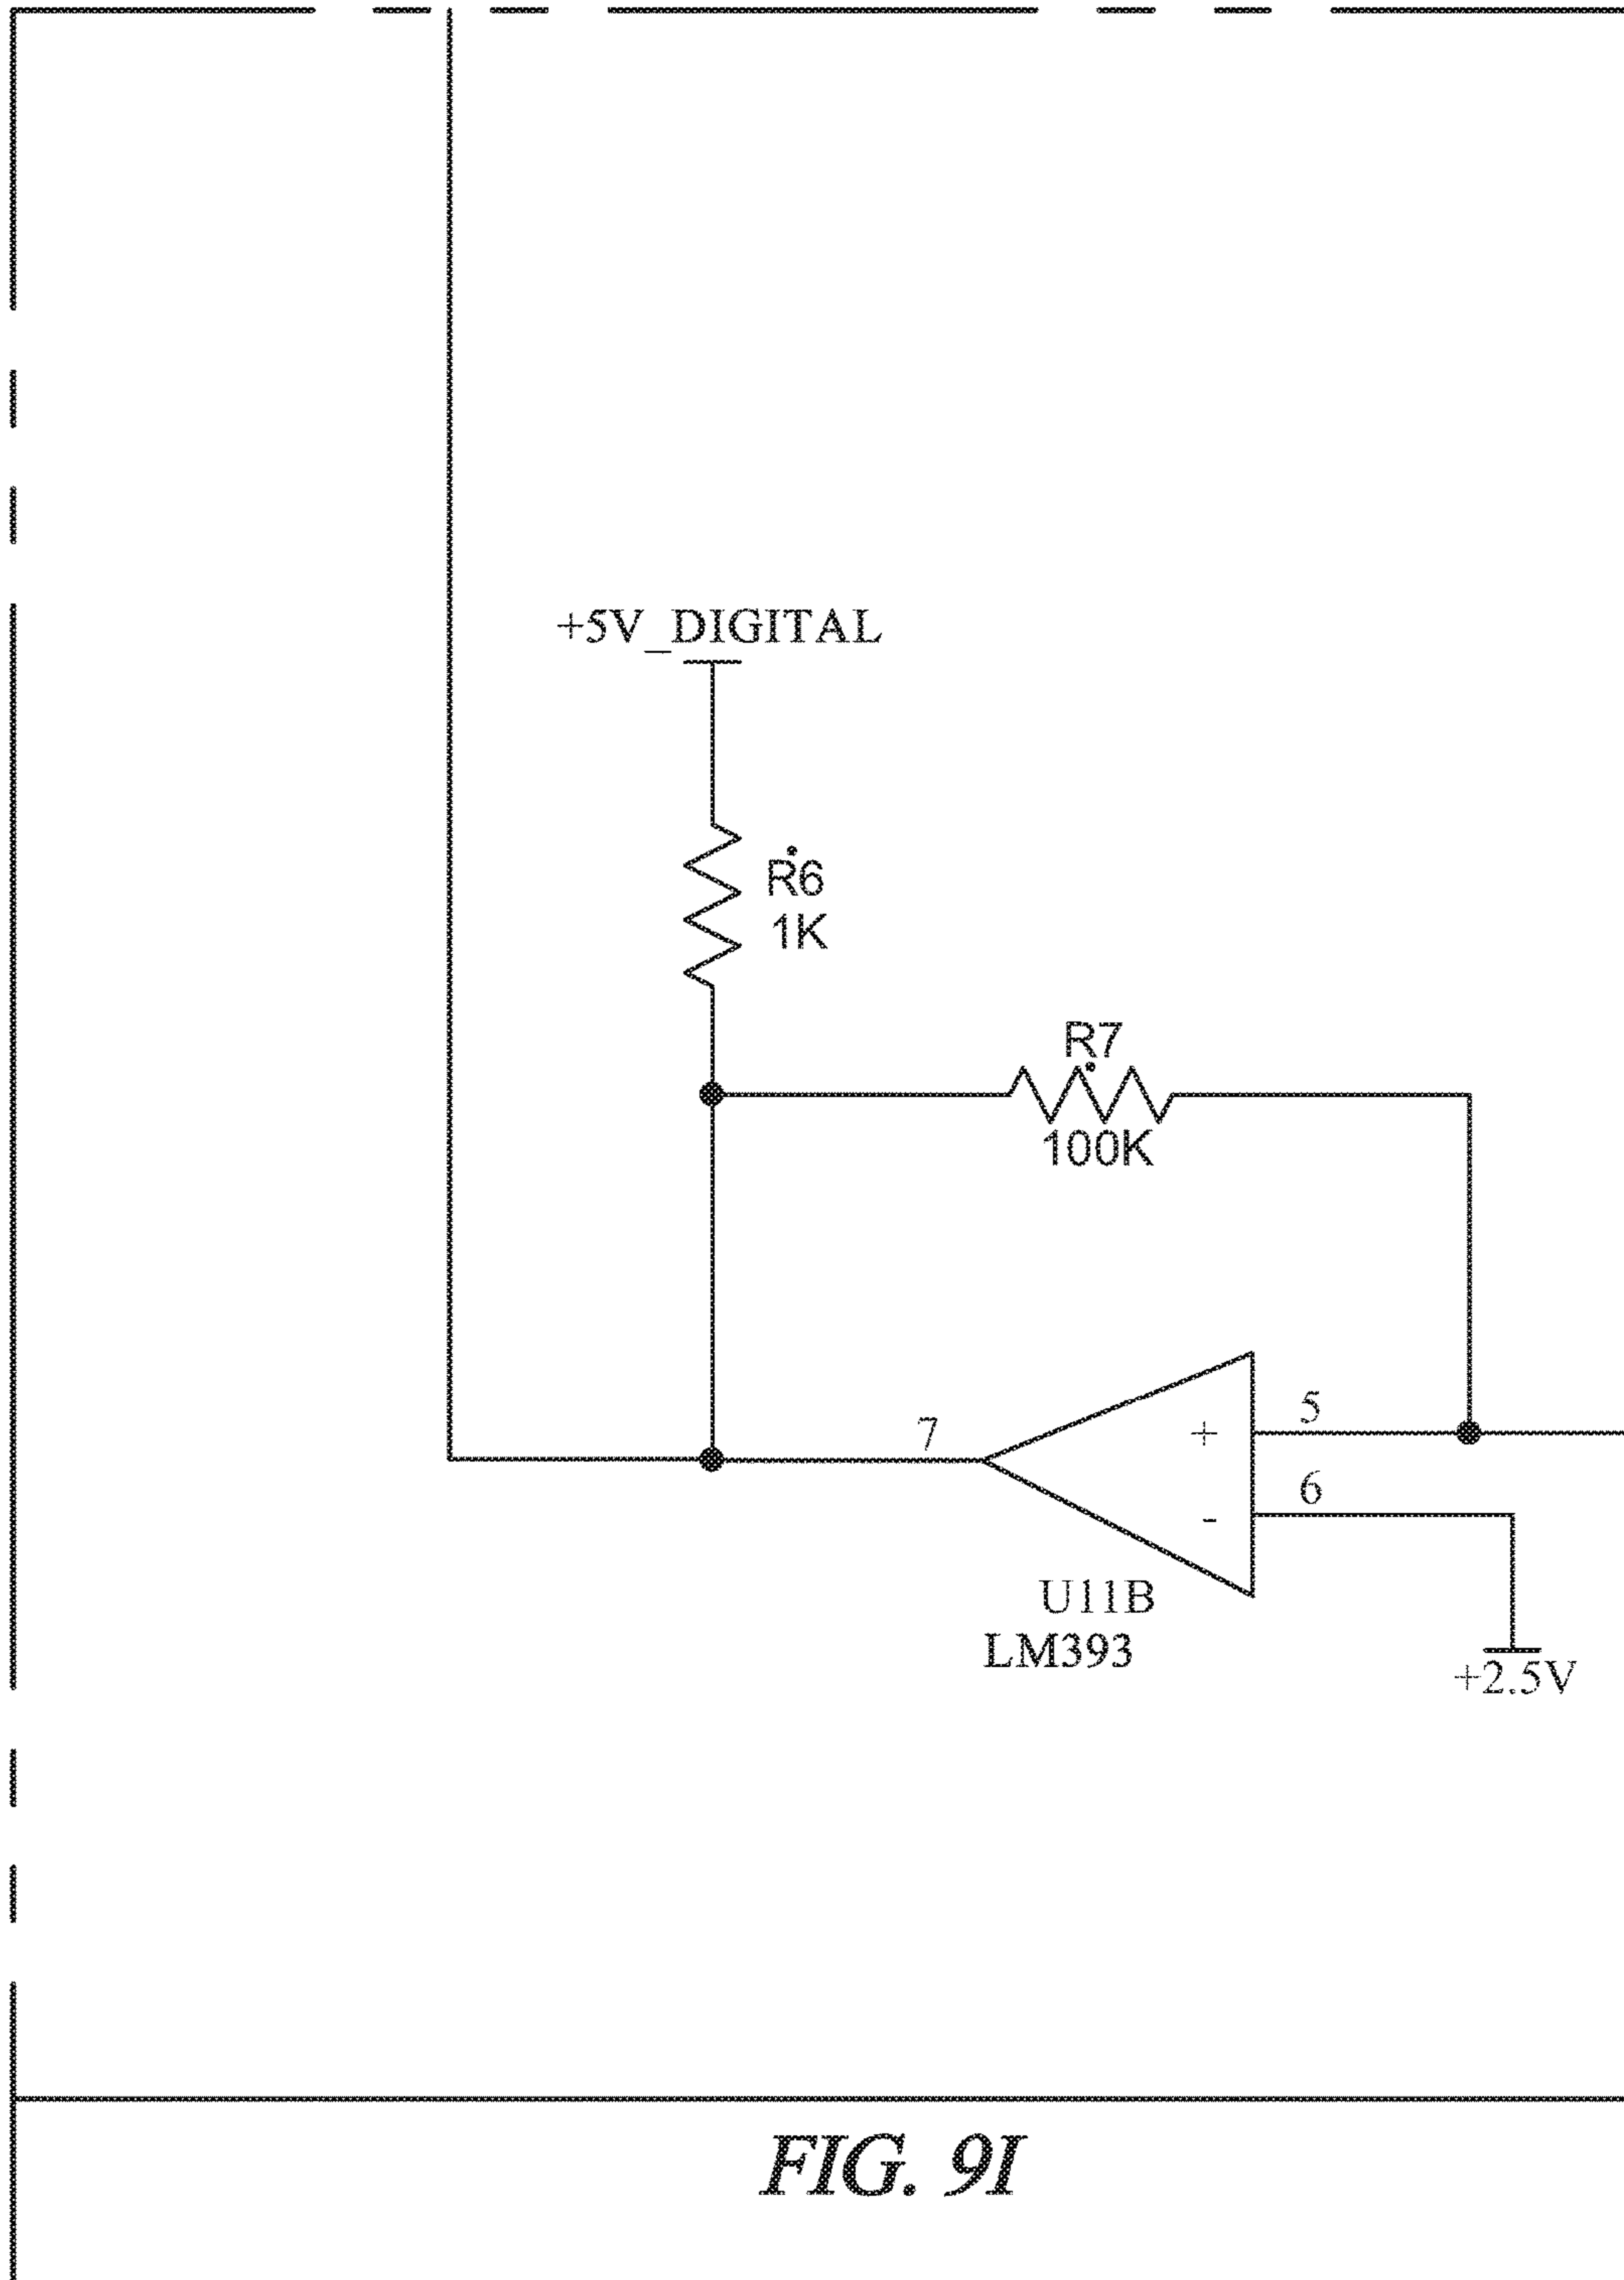 +5V_DIGITAL
R6
1K
R7
100K
7
+
5
-
6
U11B
LM393
+2.5V
FIG. 9I